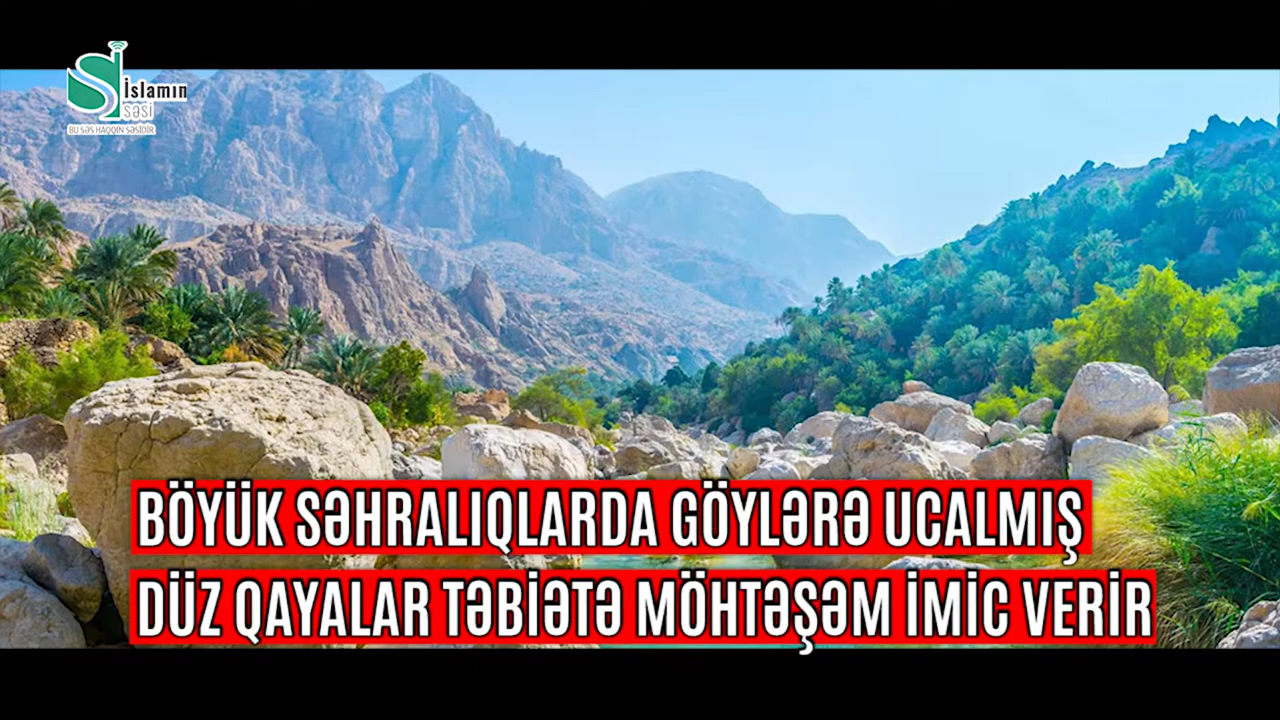 İslamın
SƏSİ
BU SƏS HAQQIN SƏSİDİR
BÖYÜK SƏHRALIQLARDA GÖYLƏRƏ UCALMIŞ
DÜZ QAYALAR TƏBİƏTƏ MÖHTƏŞƏM İMİC VERİR